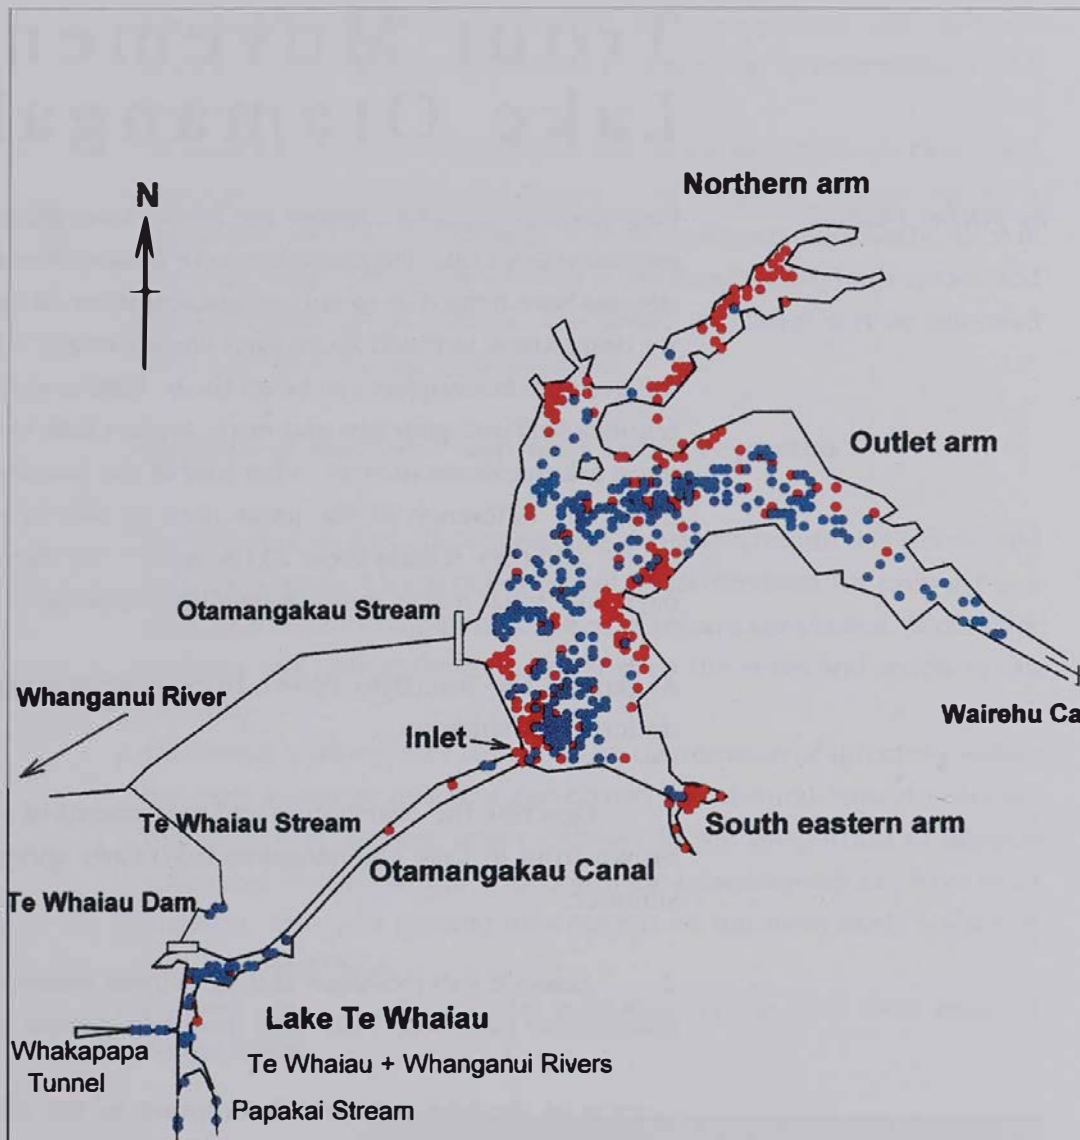 N
Northern arm
Outlet arm
Otamangakau Stream
Whanganui River
Wairehu Ca
Inlet
Te Whaiau Stream
South eastern arm
Otamangakau Canal
Te Whaiau Dam
Lake Te Whaiau
Whakapapa
Tunnel
Te Whaiau + Whanganui Rivers
Papakai Stream